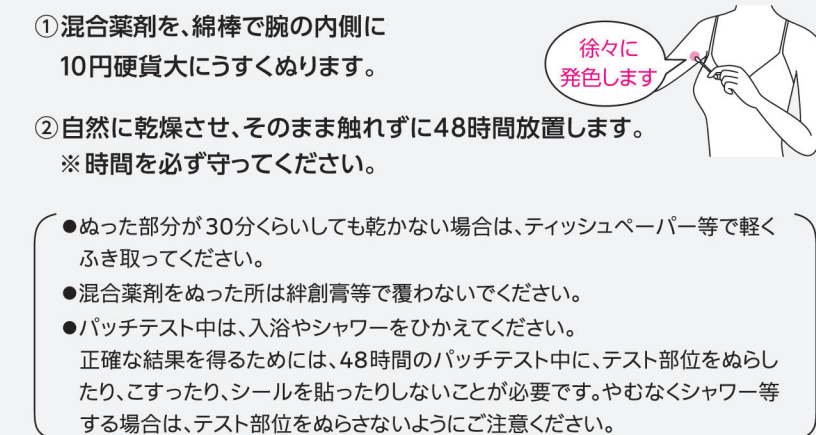 ①混合薬剤を、綿棒で腕の内側に
10円硬貨大にうすくぬります。
徐々に
発色します
②自然に乾燥させ、そのまま触れずに48時間放置します。
※時間を必ず守ってください。
●ぬった部分が30分くらいしても乾かない場合は、ティッシュペーパー等で軽く
ふき取ってください。
●混合薬剤をぬった所は絆創膏等で覆わないでください。
●パッチテスト中は、入浴やシャワーをひかえてください。
正確な結果を得るためには、48時間のパッチテスト中に、テスト部位をぬらし
たり、こすったり、シールを貼ったりしないことが必要です。やむなくシャワー等
する場合は、テスト部位をぬらさないようにご注意ください。